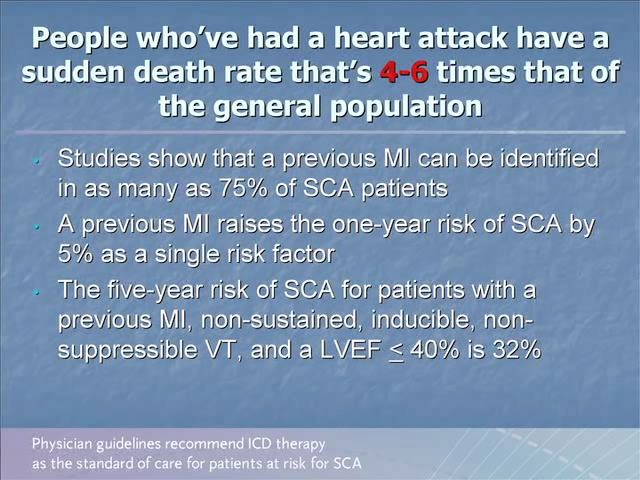 People who've had a heart attack have a
sudden death rate that's 4-6 times that of
the general population
• Studies show that a previous MI can be identified
in as many as 75% of SCA patients
• A previous MI raises the one-year risk of SCA by
5% as a single risk factor
• The five-year risk of SCA for patients with a
previous MI, non-sustained, inducible, non-
suppressible VT, and a LVEF ≤ 40% is 32%
Physician guidelines recommend ICD therapy
as the standard of care for patients at risk for SCA